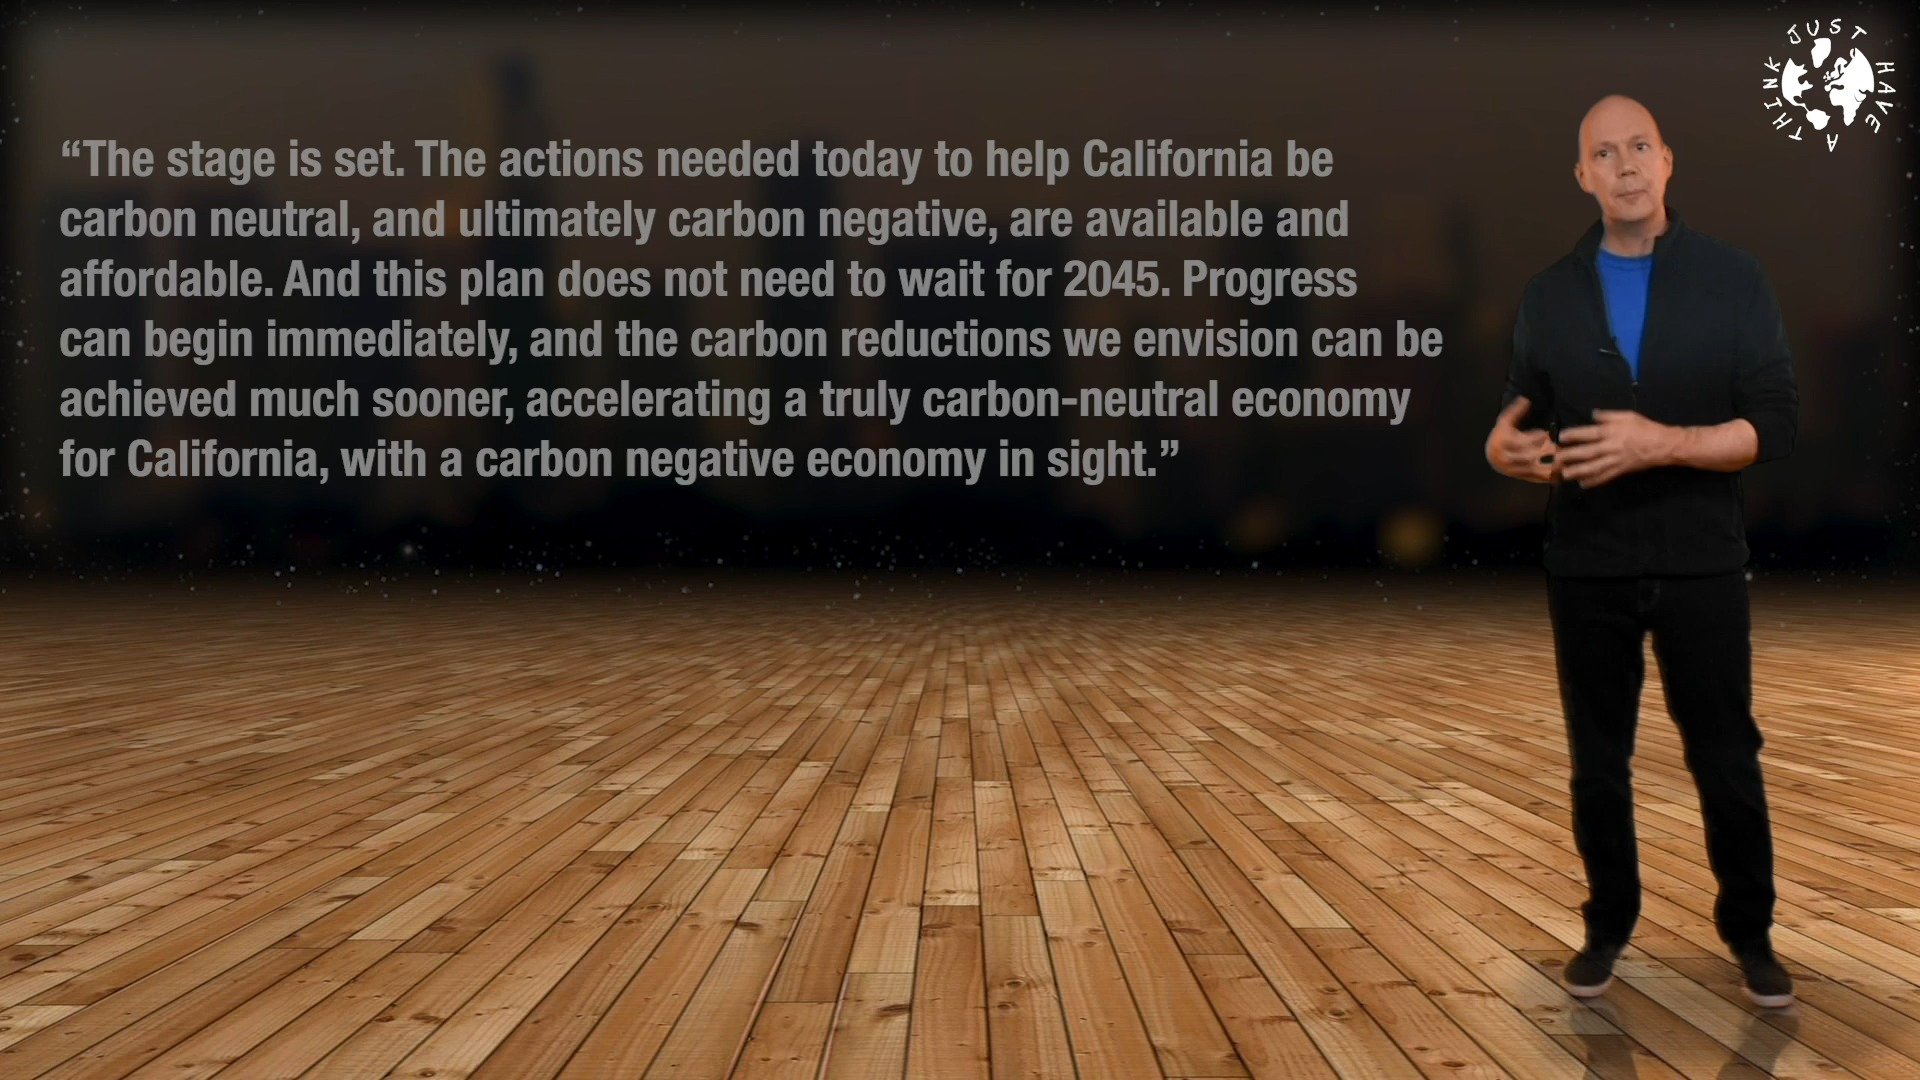 “The stage is set. The actions needed today to help California be
carbon neutral, and ultimately carbon negative, are available and
affordable. And this plan does not need to wait for 2045. Progress
can begin immediately, and the carbon reductions we envision can be
achieved much sooner, accelerating a truly carbon-neutral economy
for California, with a carbon negative economy in sight.”
JUST HAVE A THINK